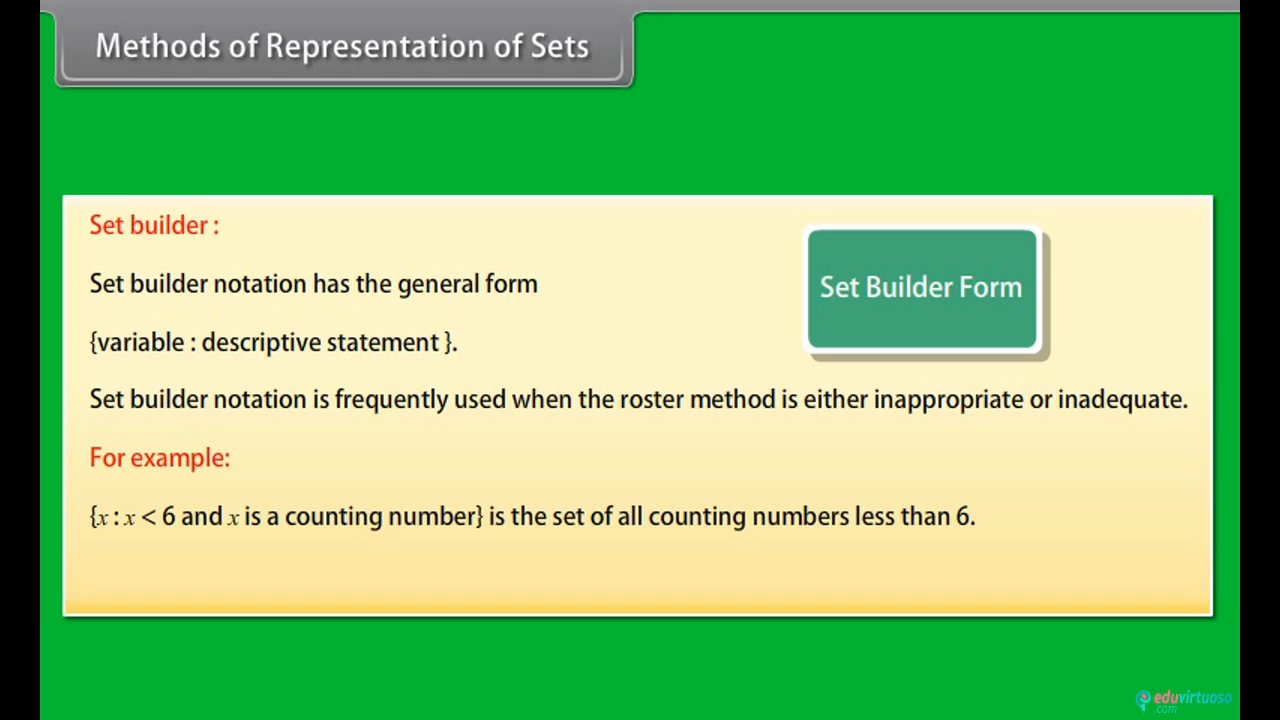 Methods of Representation of Sets
Set builder :
Set builder notation has the general form
Set Builder Form
{variable : descriptive statement }.
Set builder notation is frequently used when the roster method is either inappropriate or inadequate.
For example:
{x : x < 6 and x is a counting number} is the set of all counting numbers less than 6.
eduvirtuoso
.com